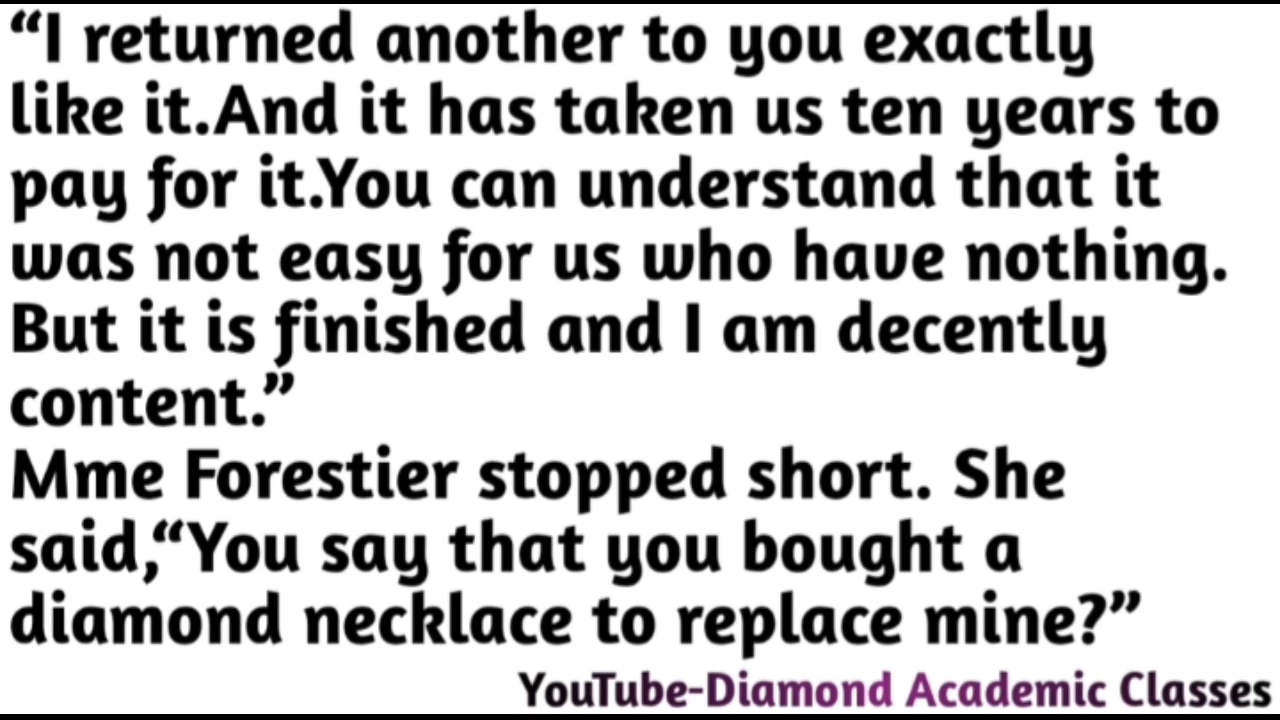 “I returned another to you exactly
like it.And it has taken us ten years to
pay for it.You can understand that it
was not easy for us who have nothing.
But it is finished and I am decently
content.”
Mme Forestier stopped short. She
said,“You say that you bought a
diamond necklace to replace mine?”
YouTube-Diamond Academic Classes